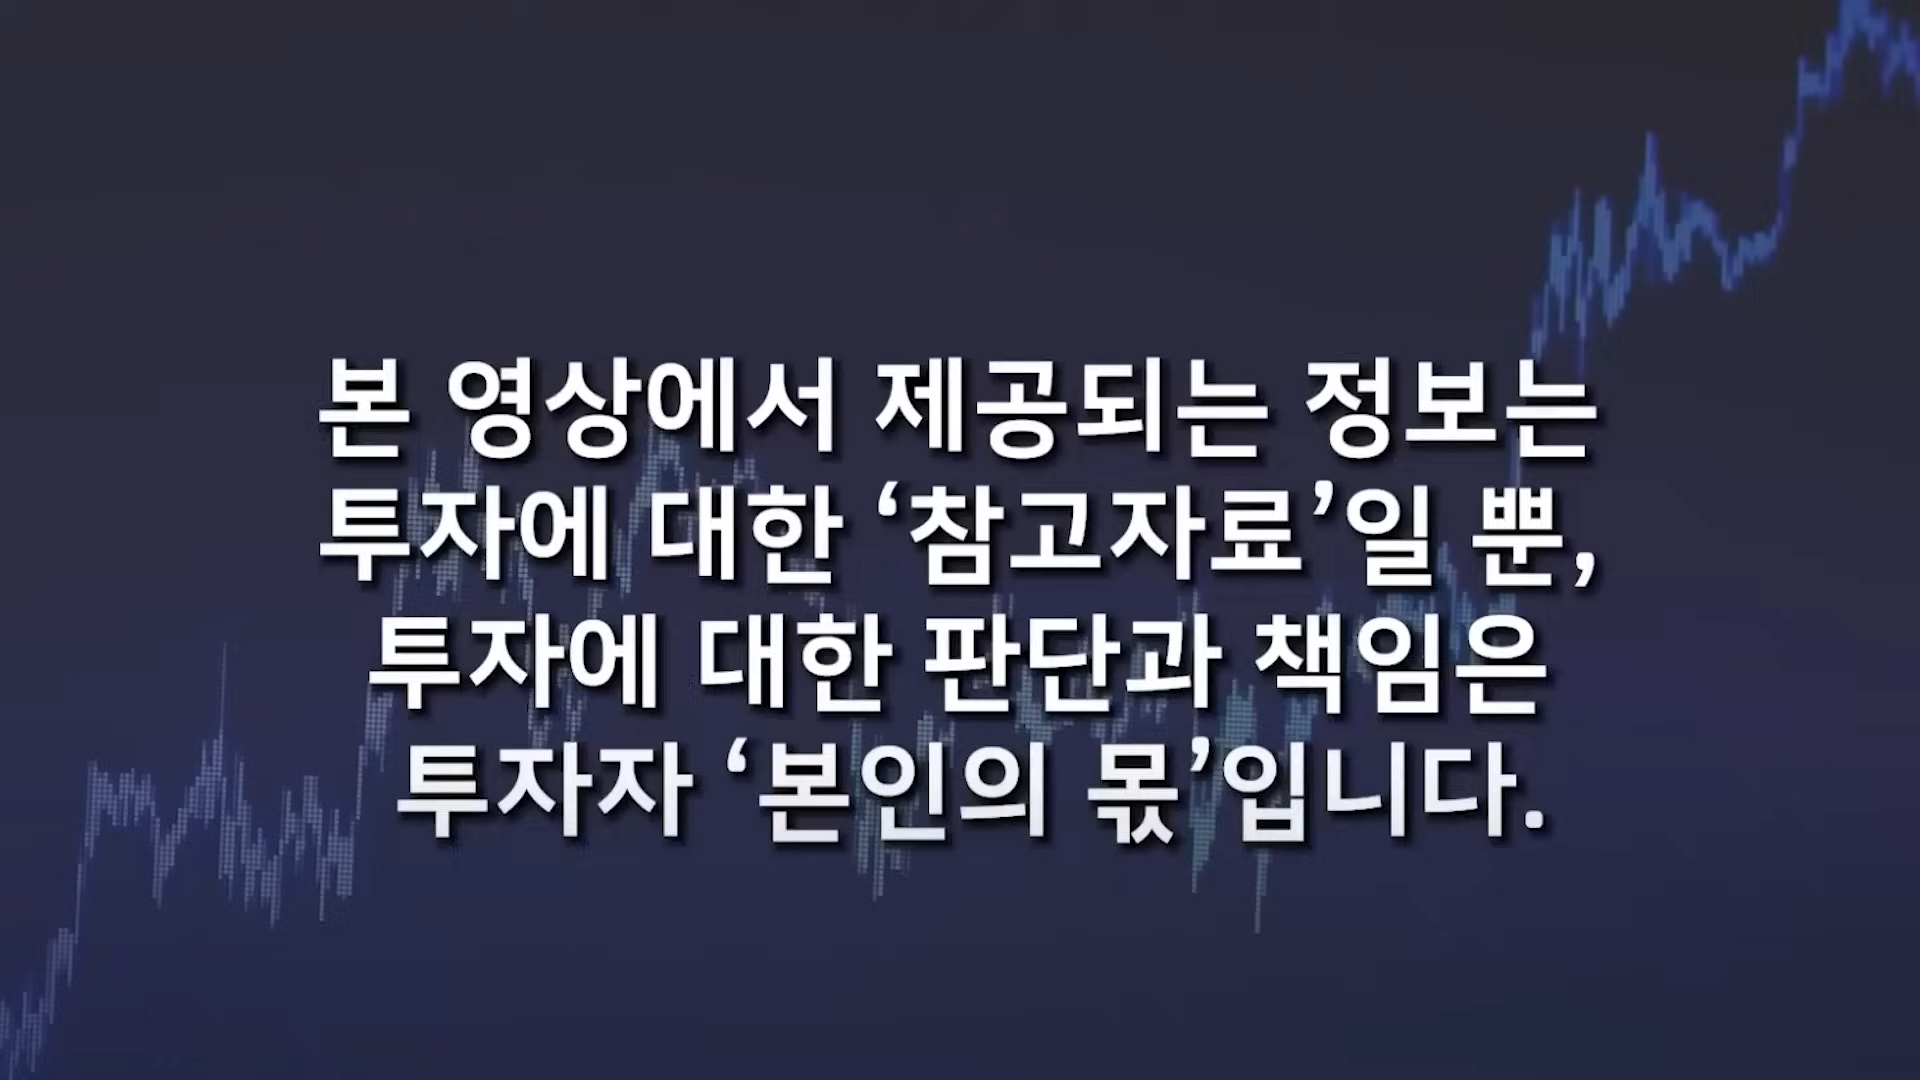 본 영상에서 제공되는 정보는
투자에 대한 ‘참고자료’일 뿐,
투자에 대한 판단과 책임은
투자자 ‘본인의 몫’입니다.